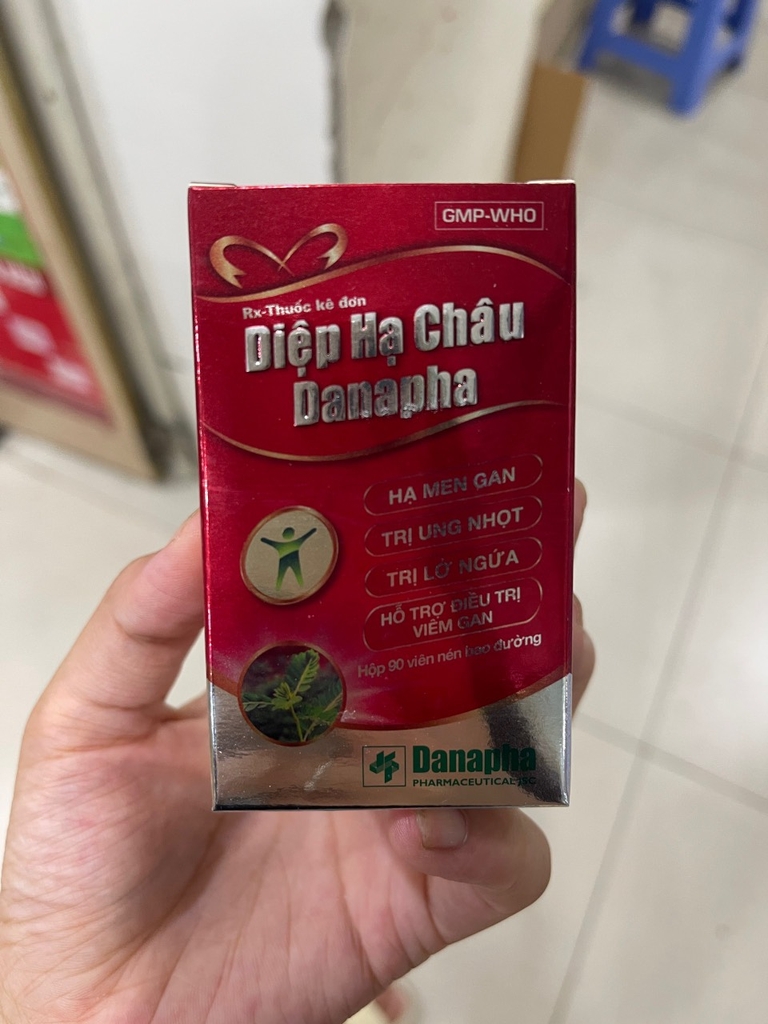 GMP-WHO
Rx-Thuốc kê đơn
Diệp Hạ Châu
Danapha
HẠ MEN GAN
TRỊ UNG NHỌT
TRỊ LỞ NGỨA
HỖ TRỢ ĐIỀU TRỊ
VIÊM GAN
Hộp 90 viên nén bao đường
Danapha
PHARMACEUTICAL JSC